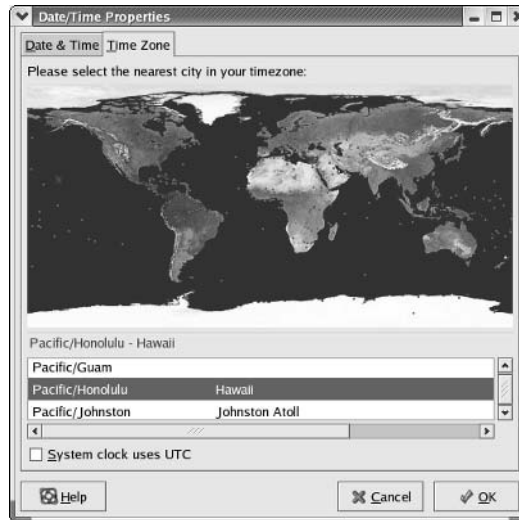 Date/Time Properties
Date & Time Time Zone
Please select the nearest city in your timezone:
Pacific/Honolulu - Hawaii
Pacific/Guam
Pacific/Honolulu Hawaii
Pacific/Johnston Johnston Atoll
System clock uses UTC
Help Cancel OK